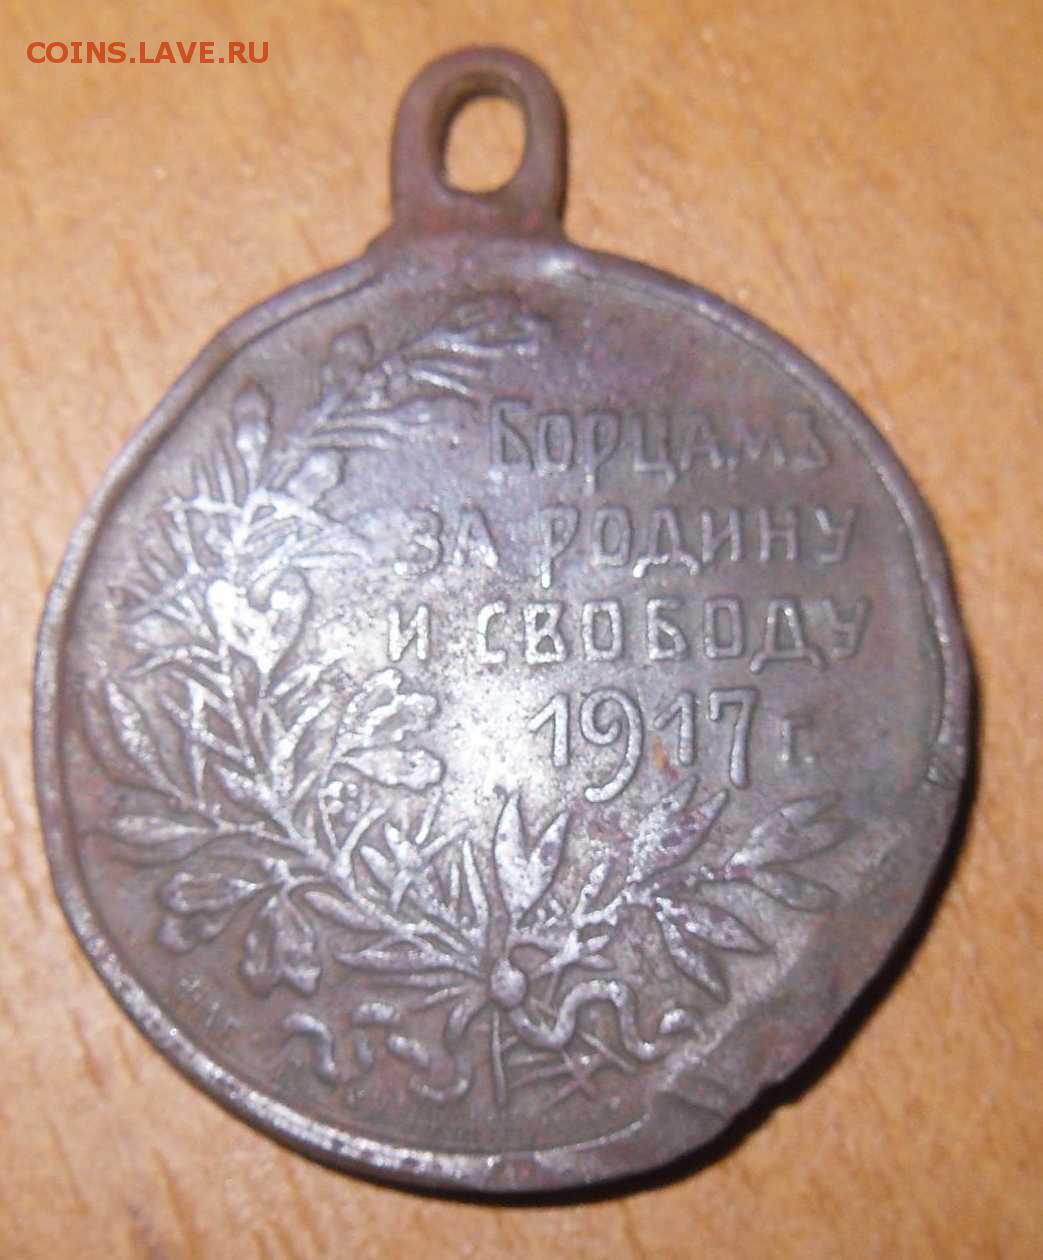 COINS.LAVE.RU
БОРЦАМЪ
ЗА РОДИНУ
И СВОБОДУ
1917 г.